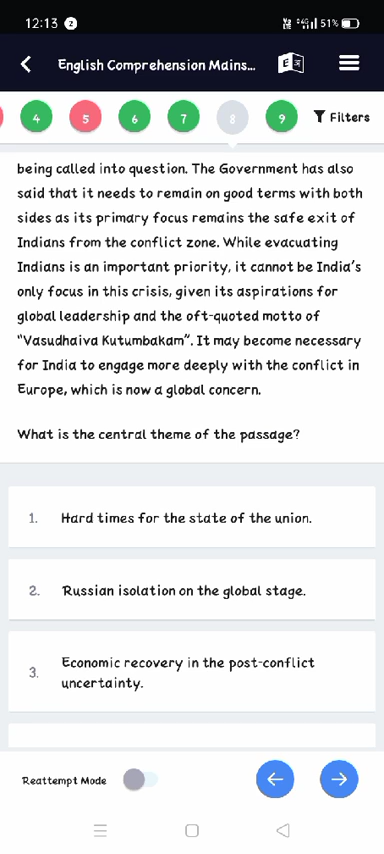 12:13 2 51%
English Comprehension Mains... E अ
4 5 6 7 8 9 Filters
being called into question. The Government has also
said that it needs to remain on good terms with both
sides as its primary focus remains the safe exit of
Indians from the conflict zone. While evacuating
Indians is an important priority, it cannot be India's
only focus in this crisis, given its aspirations for
global leadership and the oft-quoted motto of
"Vasudhaiva Kutumbakam". It may become necessary
for India to engage more deeply with the conflict in
Europe, which is now a global concern.
What is the central theme of the passage?
1. Hard times for the state of the union.
2. Russian isolation on the global stage.
3. Economic recovery in the post-conflict
uncertainty.
Reattempt Mode